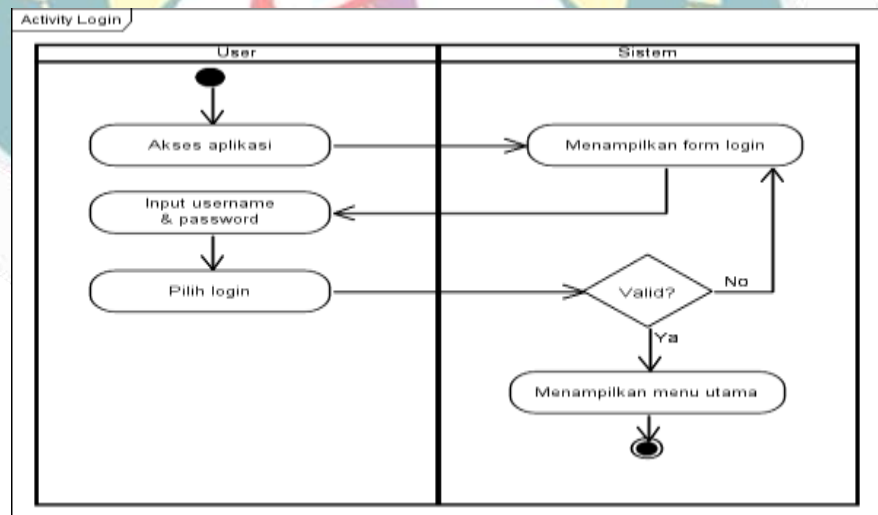 Activity Login
User
Sistem
Akses aplikasi
Menampilkan form login
Input username
& password
Pilih login
Valid?
No
Ya
Menampilkan menu utama